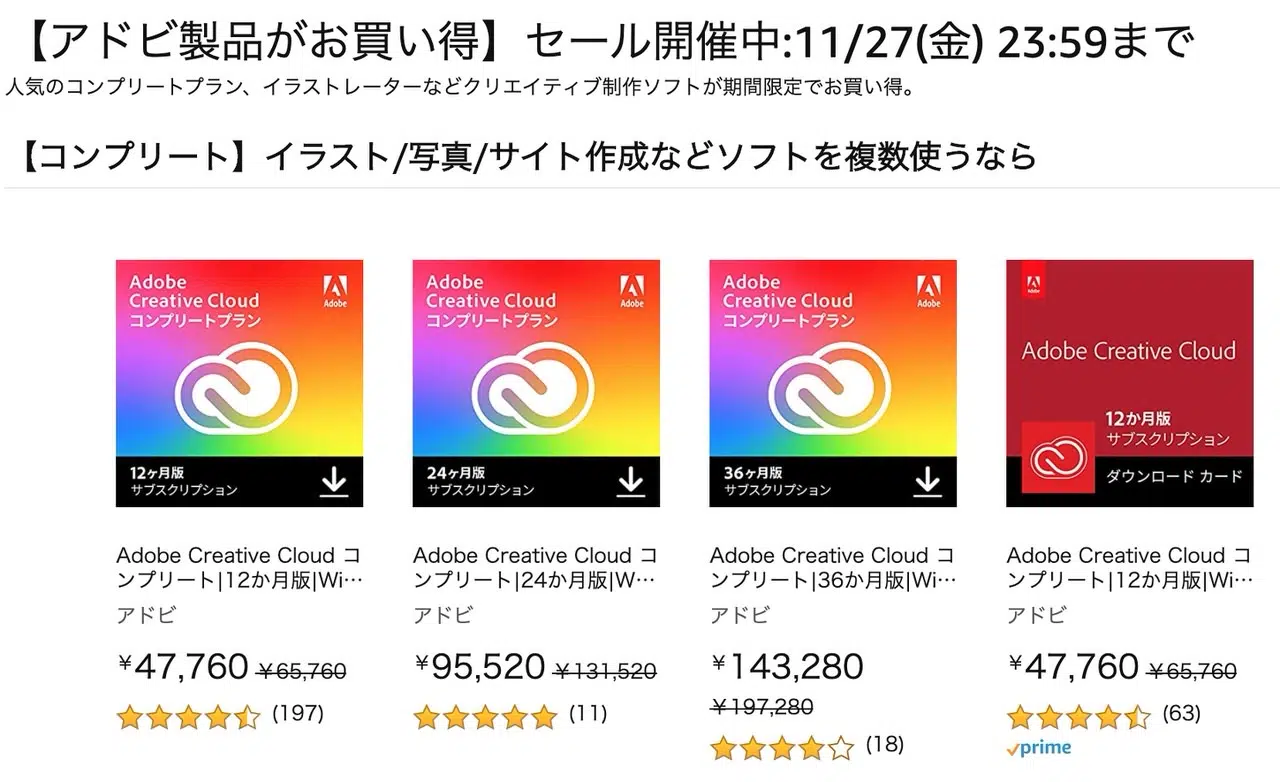 【アドビ製品がお買い得】セール開催中:11/27(金) 23:59まで
人気のコンプリートプラン、イラストレーターなどクリエイティブ制作ソフトが期間限定でお買い得。
【コンプリート】イラスト/写真/サイト作成などソフトを複数使うなら
Adobe
Creative Cloud
コンプリートプラン
Adobe
12ヶ月版
サブスクリプション
Adobe Creative Cloud コ
ンプリート|12か月版|Wi…
アドビ
¥47,760 ¥65,760
(197)
Adobe
Creative Cloud
コンプリートプラン
Adobe
24ヶ月版
サブスクリプション
Adobe Creative Cloud コ
ンプリート|24か月版|W…
アドビ
¥95,520 ¥131,520
(11)
Adobe
Creative Cloud
コンプリートプラン
Adobe
36ヶ月版
サブスクリプション
Adobe Creative Cloud コ
ンプリート|36か月版|Wi…
アドビ
¥143,280
¥197,280
(18)
Adobe
Adobe Creative Cloud
12か月版
サブスクリプション
ダウンロード カード
Adobe Creative Cloud コ
ンプリート|12か月版|Wi…
アドビ
¥47,760 ¥65,760
(63)
prime